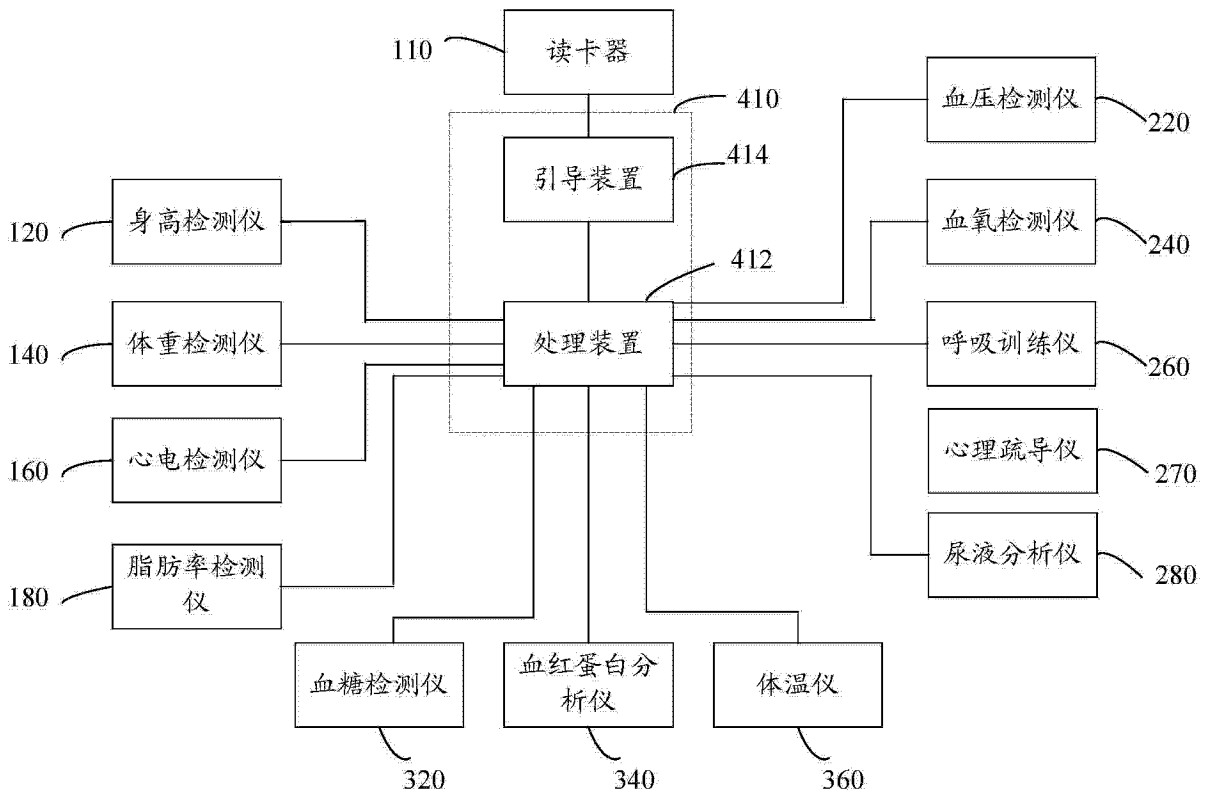 读卡器
110
410
血压检测仪
220
引导装置
414
身高检测仪
120
血氧检测仪
240
412
体重检测仪
140
处理装置
呼吸训练仪
260
心电检测仪
160
心理疏导仪
270
脂肪率检测
仪
180
尿液分析仪
280
血糖检测仪
320
血红蛋白分
析仪
340
体温仪
360